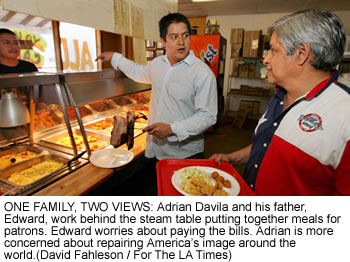 ALL
ONE FAMILY, TWO VIEWS: Adrian Davila and his father,
Edward, work behind the steam table putting together meals for
patrons. Edward worries about paying the bills. Adrian is more
concerned about repairing America's image around the
world.(David Fahleson / For The LA Times)